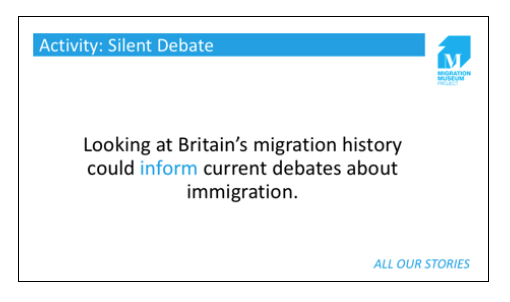 Activity: Silent Debate
M
MIGRATION
MUSEUM
PROJECT
Looking at Britain's migration history
could inform current debates about
immigration.
ALL OUR STORIES